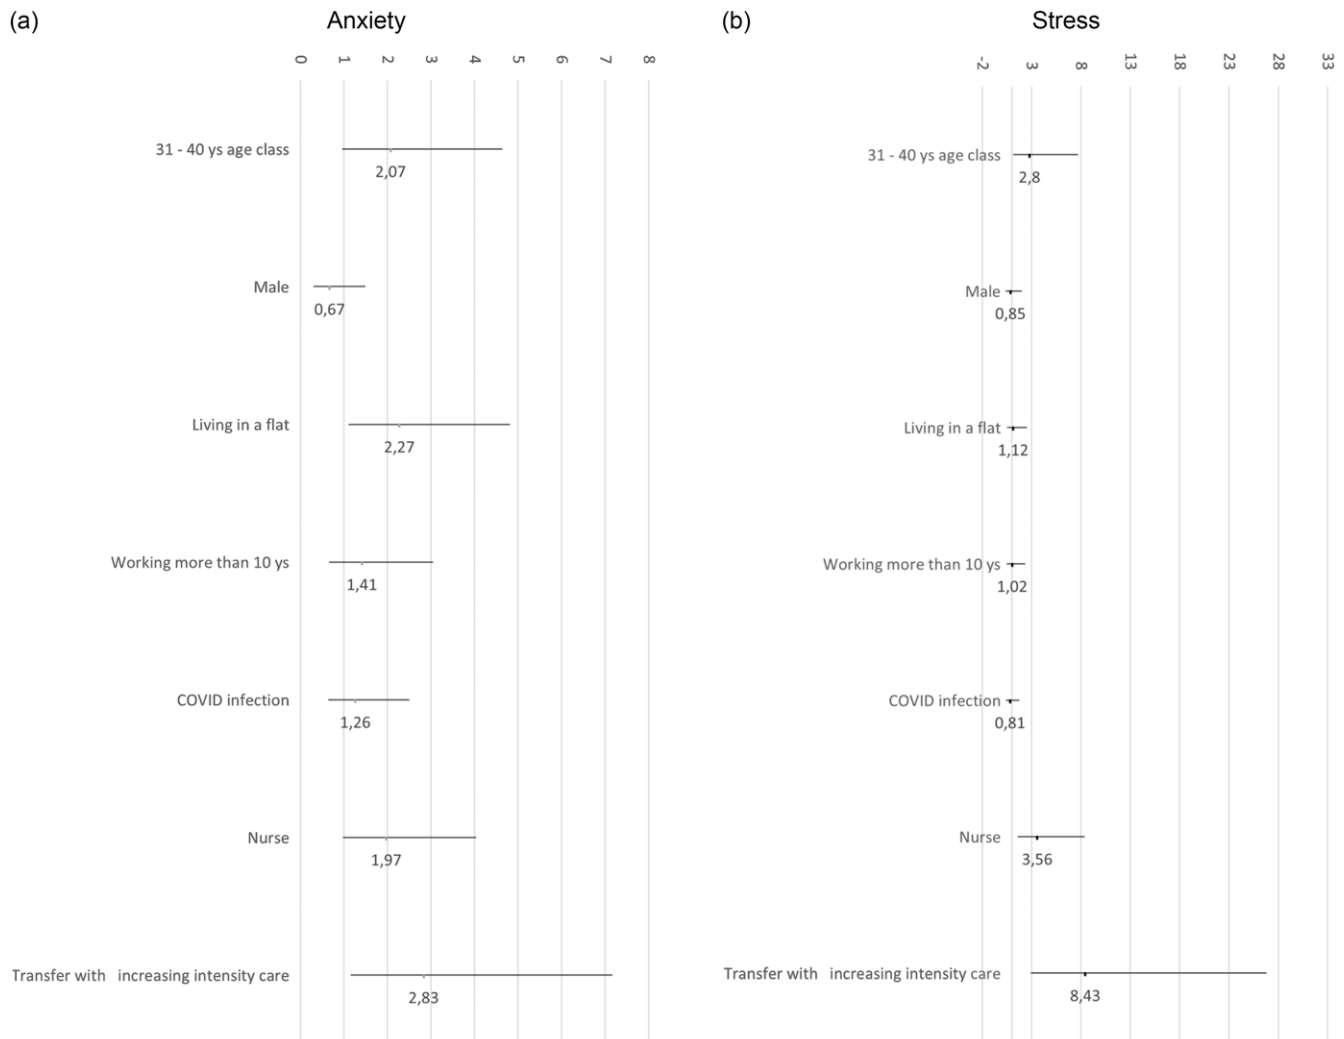 (a) Anxiety
0 1 2 3 4 5 6 7 8
31 - 40 ys age class
2,07
Male
0,67
Living in a flat
2,27
Working more than 10 ys
1,41
COVID infection
1,26
Nurse
1,97
Transfer with increasing intensity care
2,83
(b) Stress
-2 3 8 13 18 23 28 33
31 - 40 ys age class
2,8
Male
0,85
Living in a flat
1,12
Working more than 10 ys
1,02
COVID infection
0,81
Nurse
3,56
Transfer with increasing intensity care
8,43